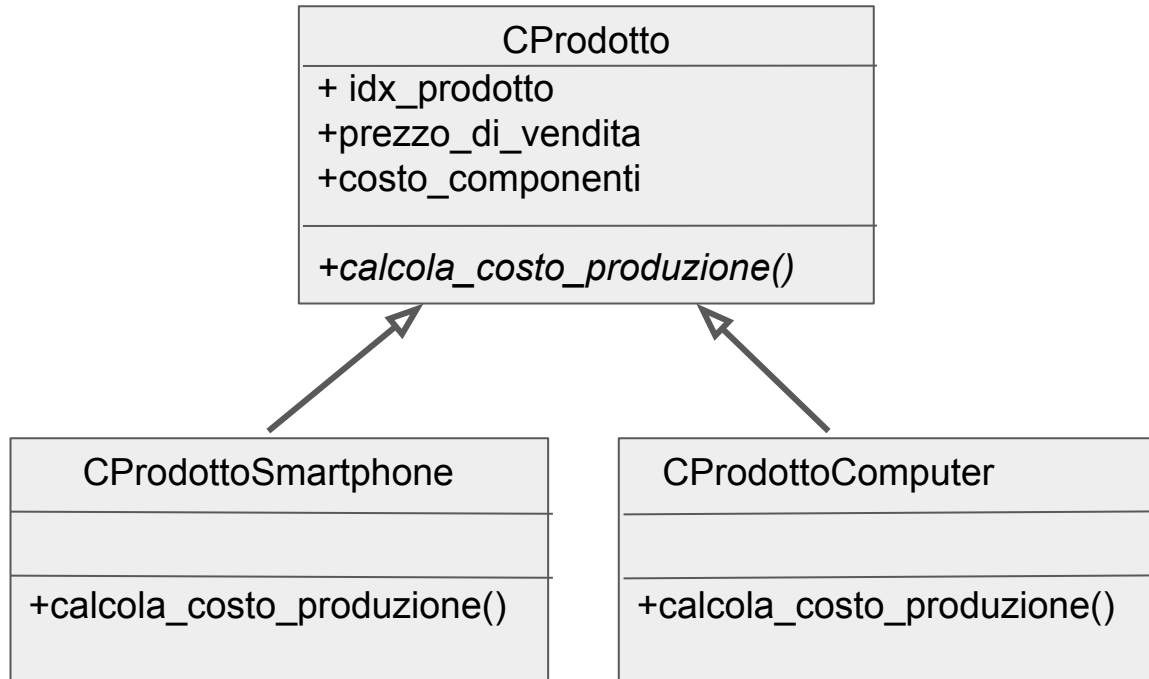 CProdotto
+ idx_prodotto
+prezzo_di_vendita
+costo_componenti
+calcola_costo_produzione()
CProdottoSmartphone
+calcola_costo_produzione()
CProdottoComputer
+calcola_costo_produzione()